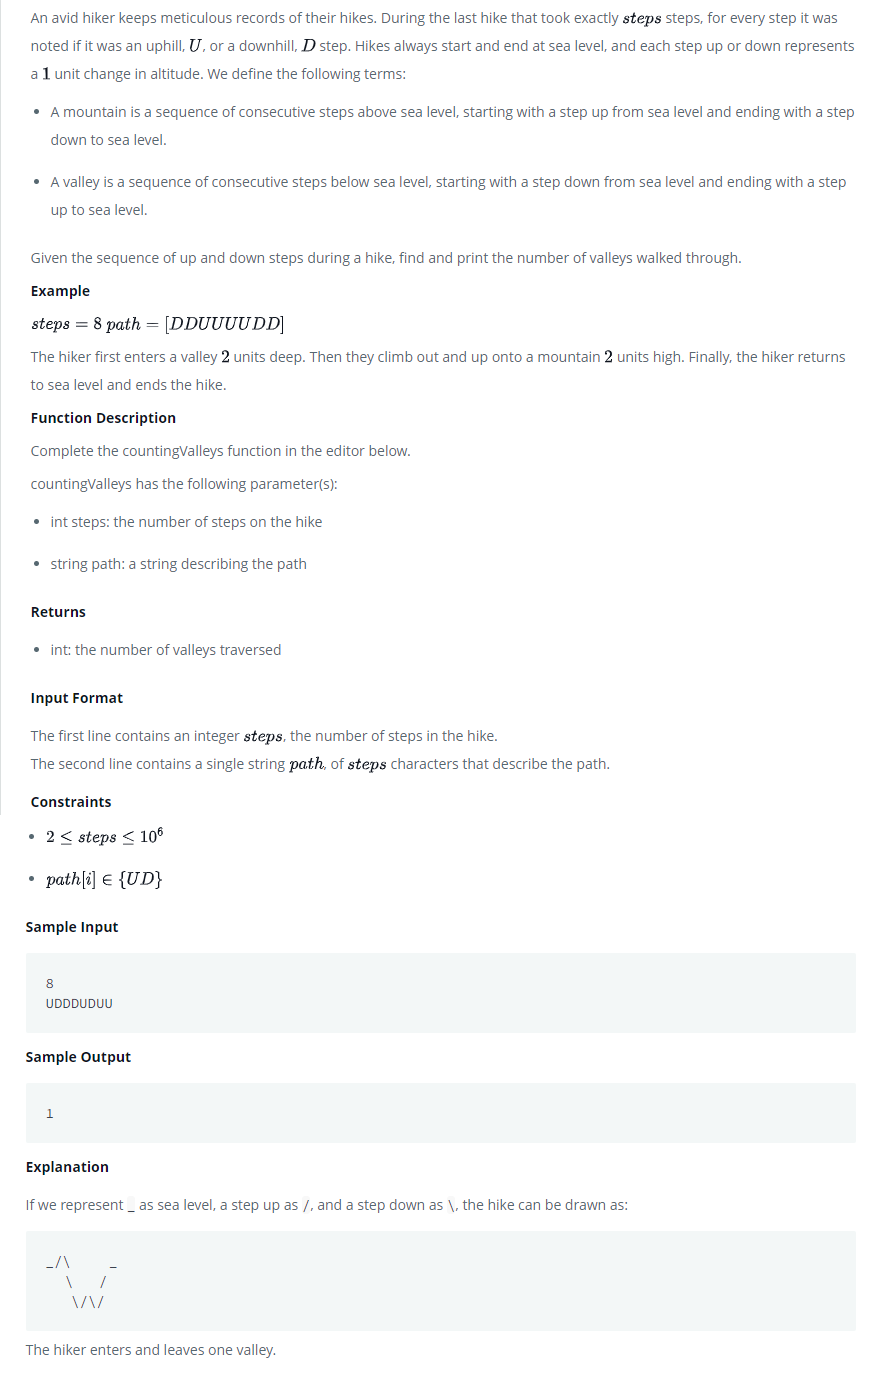 An avid hiker keeps meticulous records of their hikes. During the last hike that took exactly steps steps, for every step it was
noted if it was an uphill, U, or a downhill, D step. Hikes always start and end at sea level, and each step up or down represents
a 1 unit change in altitude. We define the following terms:
• A mountain is a sequence of consecutive steps above sea level, starting with a step up from sea level and ending with a step
down to sea level.
• A valley is a sequence of consecutive steps below sea level, starting with a step down from sea level and ending with a step
up to sea level.
Given the sequence of up and down steps during a hike, find and print the number of valleys walked through.
Example
steps = 8 path = [DDUUUUDD]
The hiker first enters a valley 2 units deep. Then they climb out and up onto a mountain 2 units high. Finally, the hiker returns
to sea level and ends the hike.
Function Description
Complete the countingValleys function in the editor below.
countingValleys has the following parameter(s):
• int steps: the number of steps on the hike
• string path: a string describing the path
Returns
• int: the number of valleys traversed
Input Format
The first line contains an integer steps, the number of steps in the hike.
The second line contains a single string path, of steps characters that describe the path.
Constraints
• 2 ≤ steps ≤ 10⁶
• path[i] ∈ {UD}
Sample Input
8
UDDDUDUU
Sample Output
1
Explanation
If we represent _ as sea level, a step up as /, and a step down as \, the hike can be drawn as:
_/\      _
   \    /
    \/\/
The hiker enters and leaves one valley.